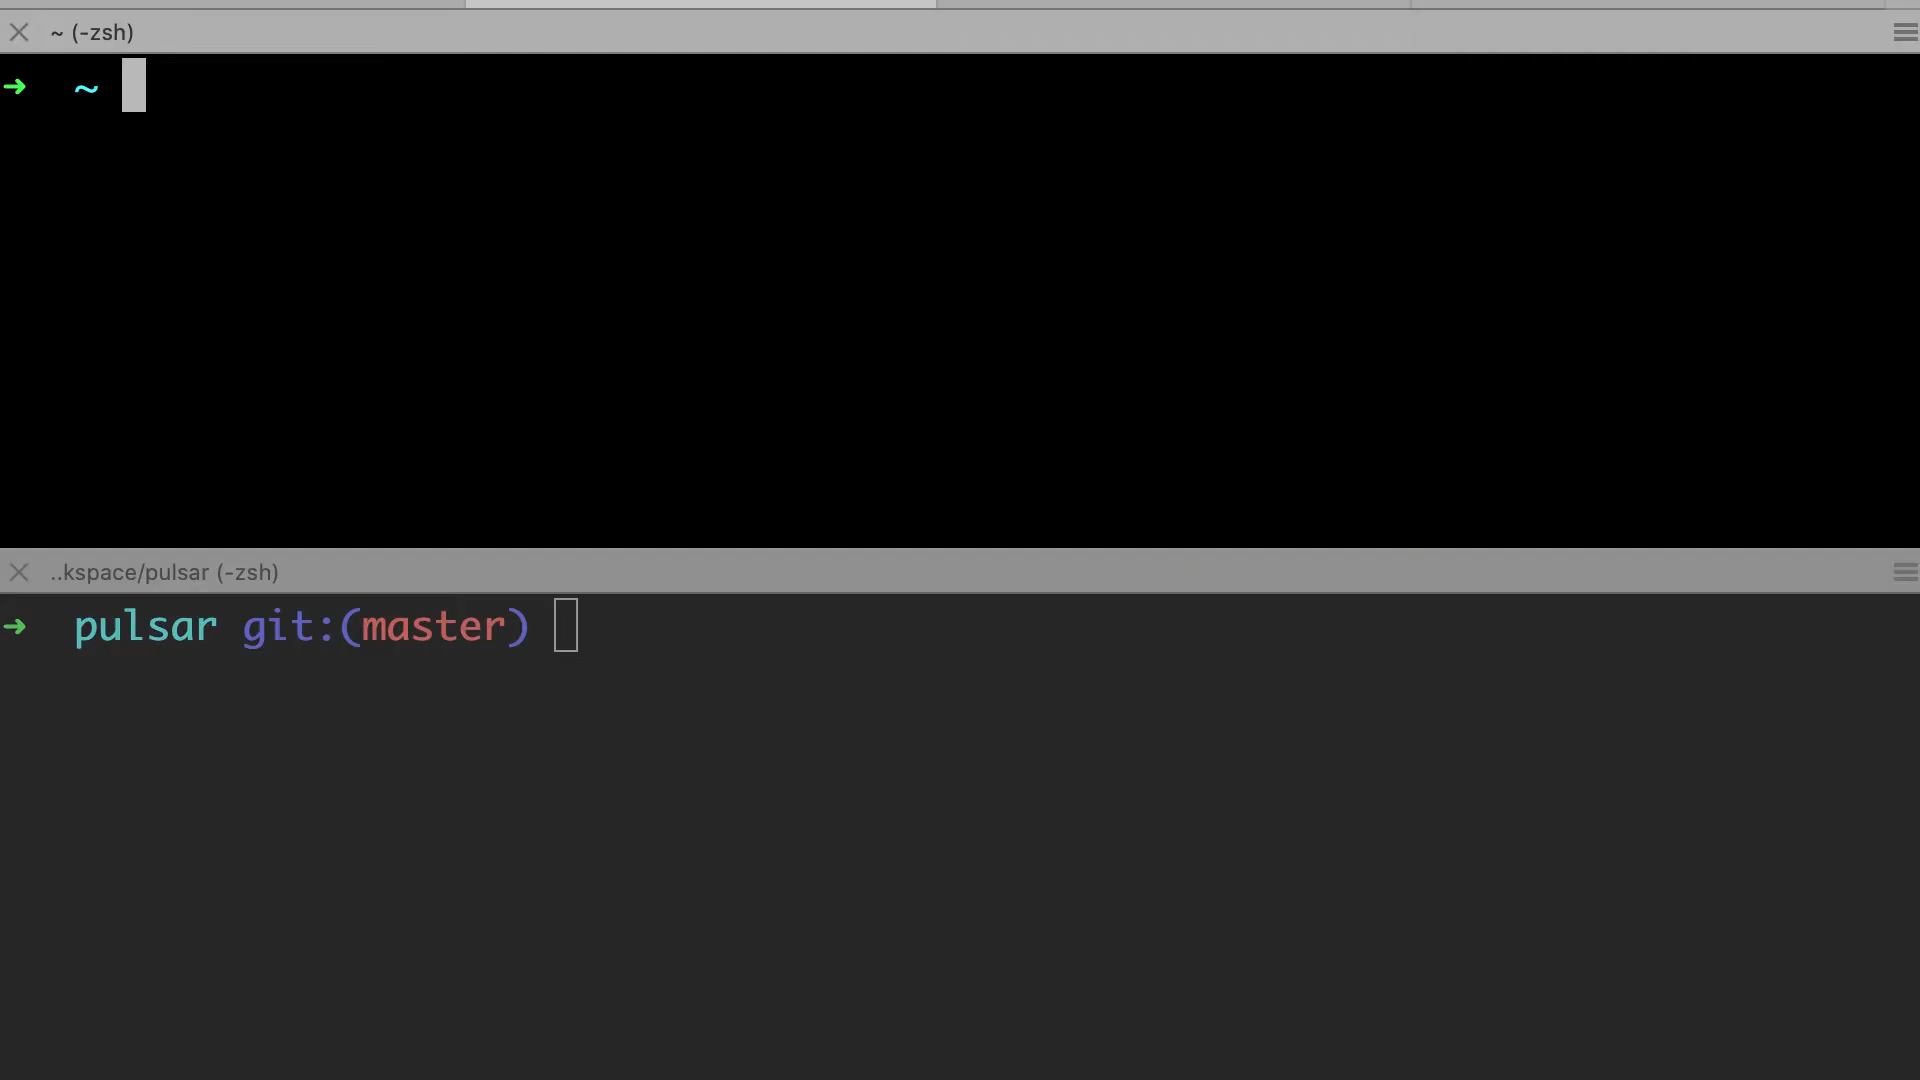 ~ (-zsh)
➜ ~
..kspace/pulsar (-zsh)
➜ pulsar git:(master)